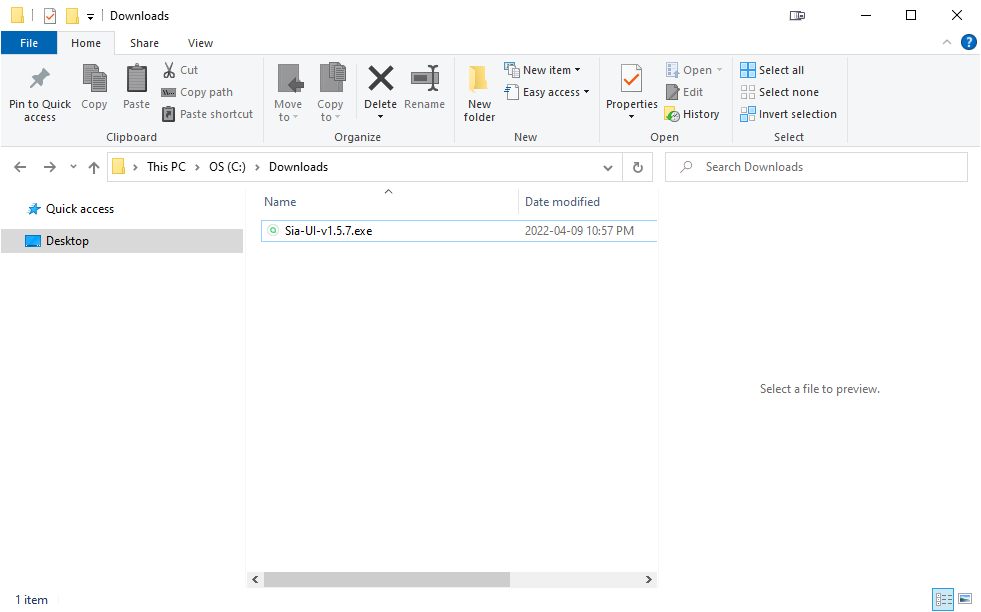 Downloads
File Home Share View
Pin to Quick access
Copy
Paste
Cut
Copy path
Paste shortcut
Clipboard
Move to
Copy to
Delete
Rename
Organize
New folder
New item
Easy access
New
Properties
Open
Edit
History
Open
Select all
Select none
Invert selection
Select
This PC > OS (C:) > Downloads
Search Downloads
Quick access
Desktop
Name Date modified
Sia-UI-v1.5.7.exe 2022-04-09 10:57 PM
Select a file to preview.
1 item